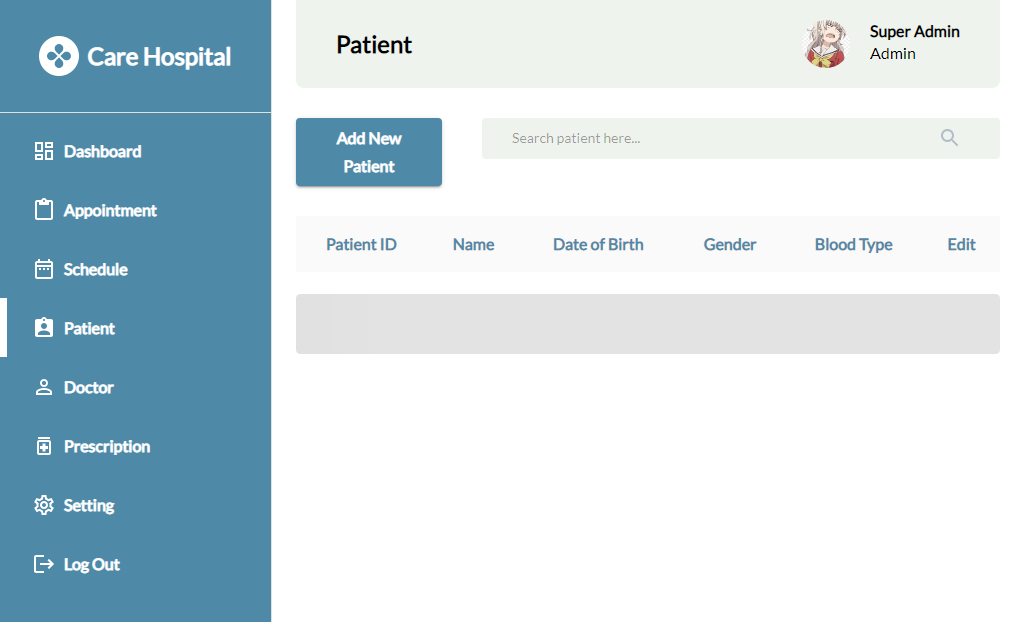 Care Hospital
Dashboard
Appointment
Schedule
Patient
Doctor
Prescription
Setting
Log Out
Patient
Super Admin
Admin
Add New
Patient
Search patient here...
Patient ID Name Date of Birth Gender Blood Type Edit